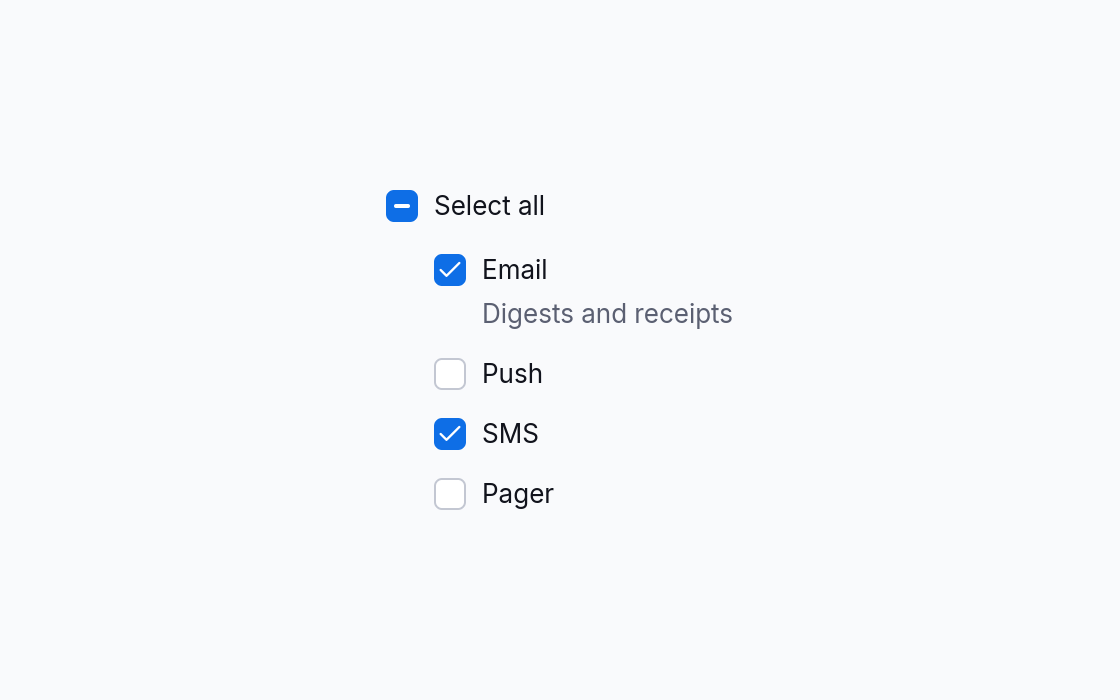 Select all
Email
Digests and receipts
Push
SMS
Pager